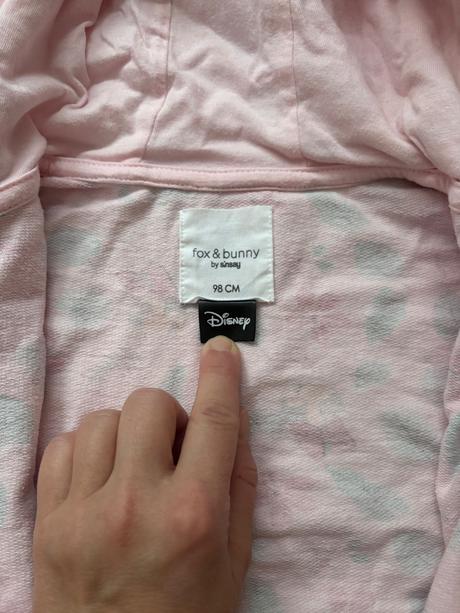 fox & bunny
by sinsay
98 CM
Disney